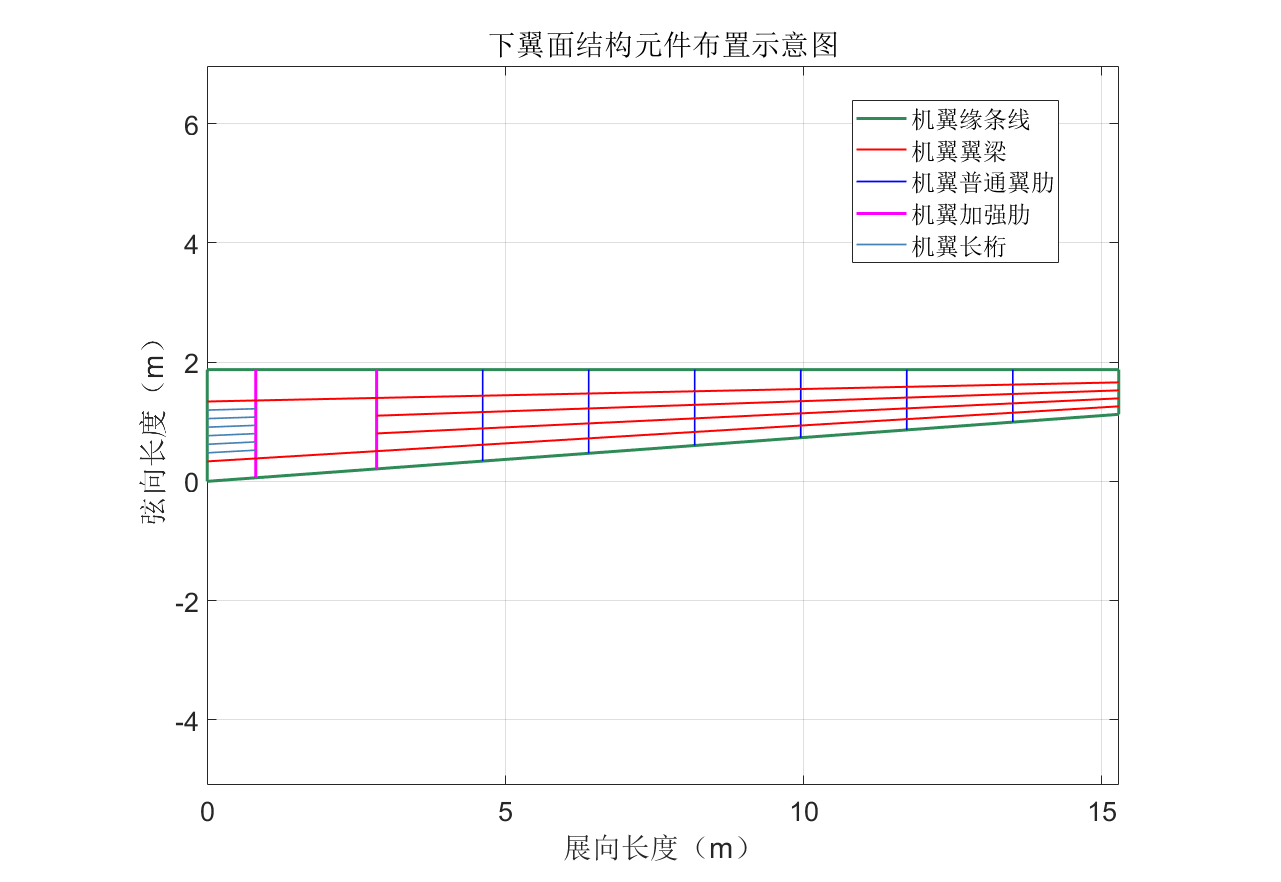 下翼面结构元件布置示意图
机翼缘条线
机翼翼梁
机翼普通翼肋
机翼加强肋
机翼长桁
6
4
2
0
-2
-4
弦向长度（m）
0
5
10
15
展向长度（m）